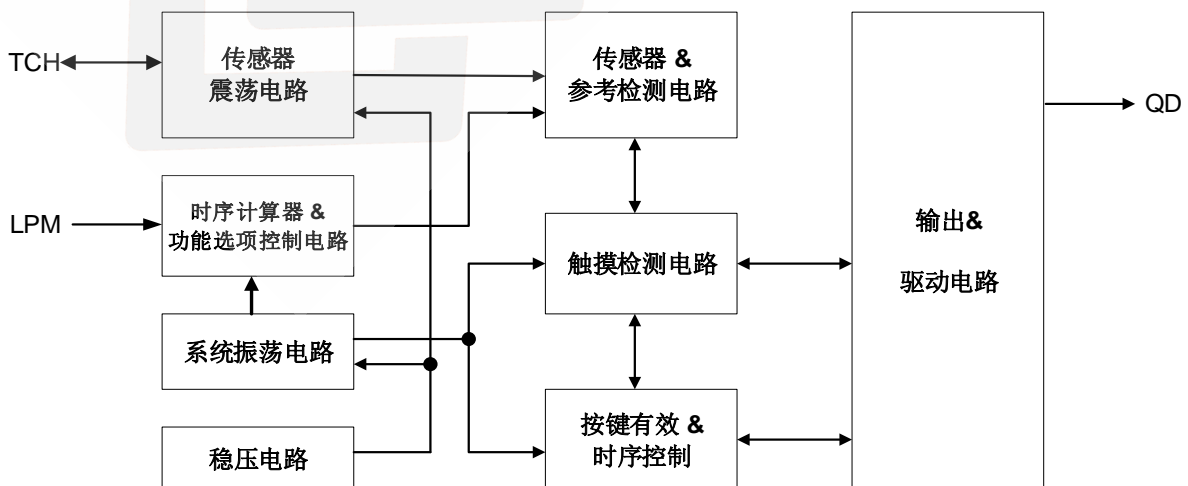 TCH
传感器
震荡电路
传感器 &
参考检测电路
QD
LPM
时序计算器 &
功能选项控制电路
触摸检测电路
输出&
驱动电路
系统振荡电路
稳压电路
按键有效 &
时序控制